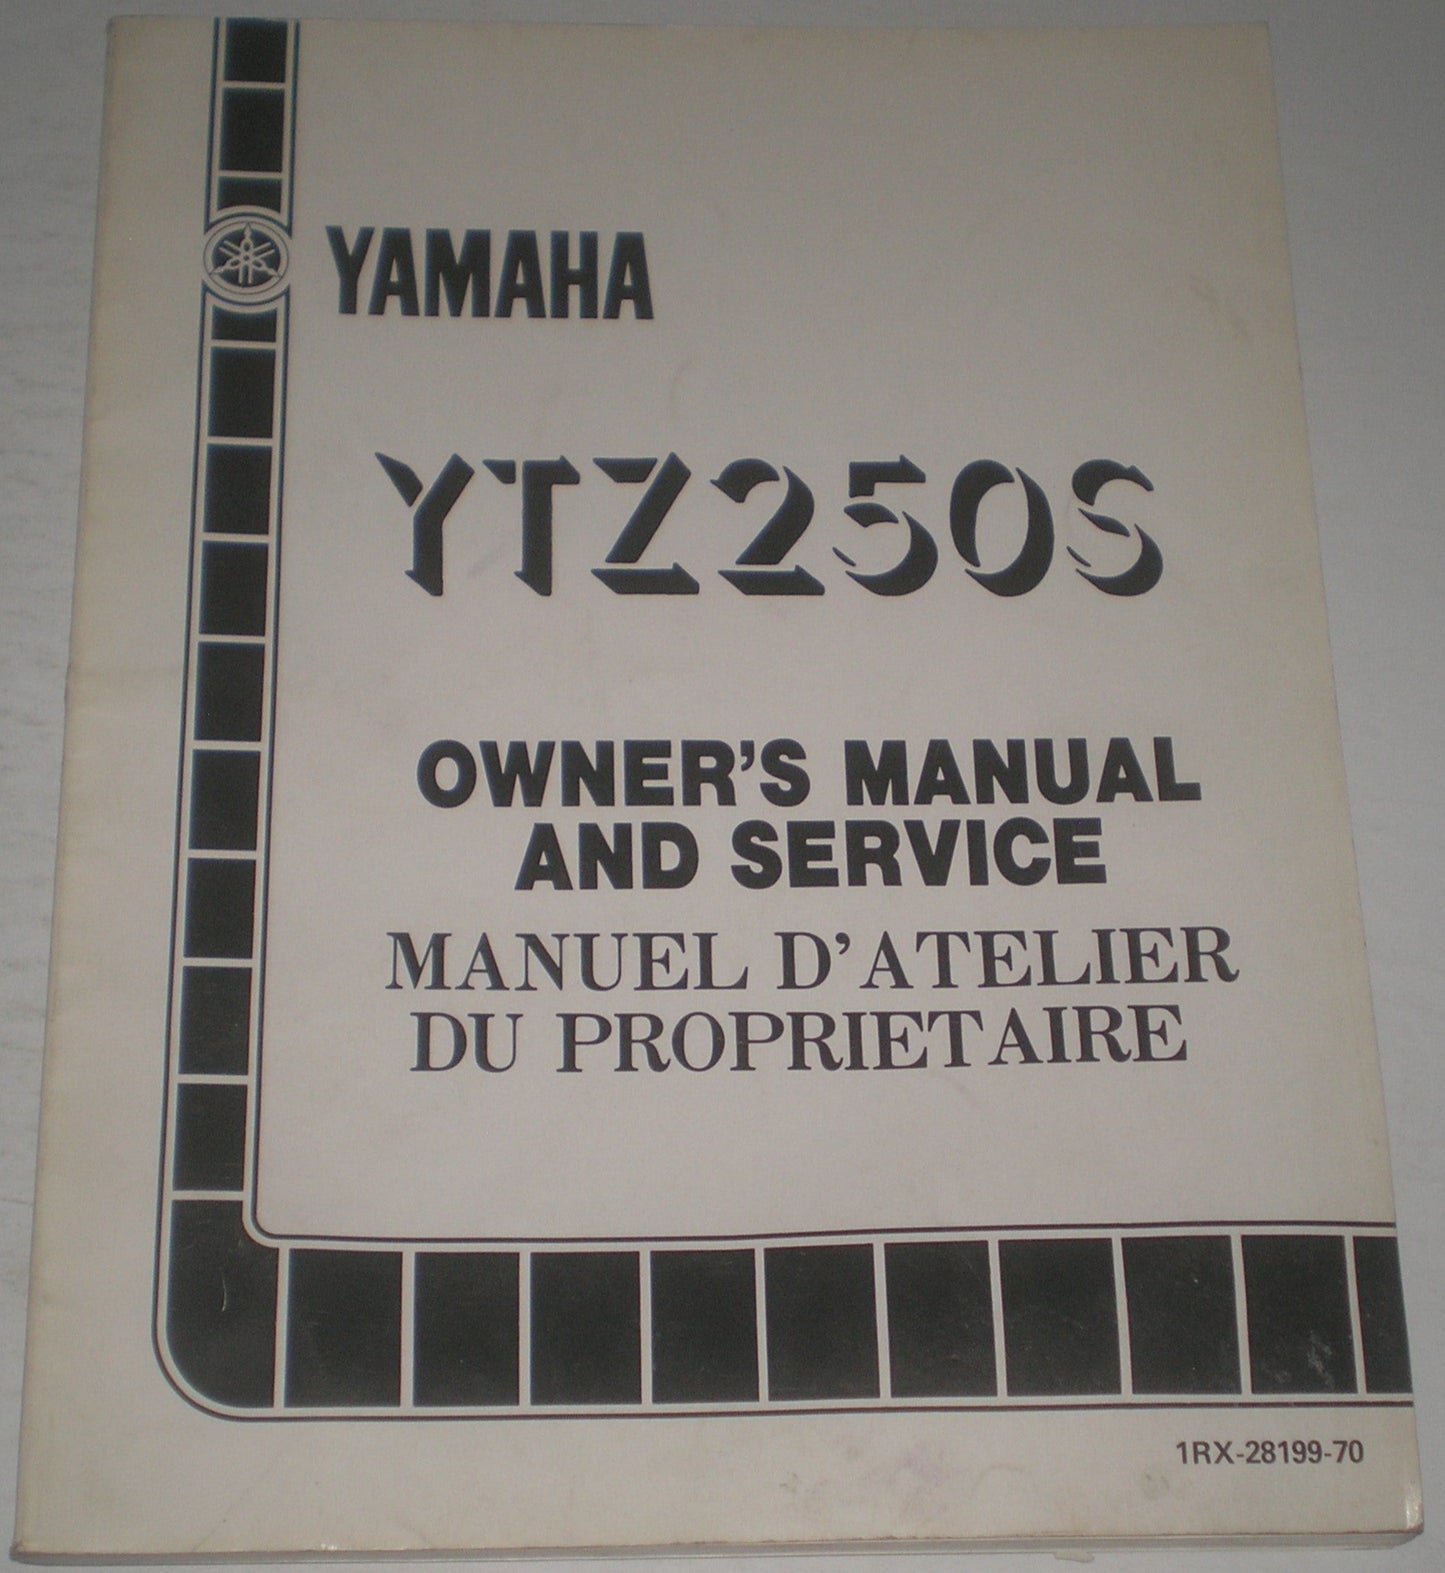 YAMAHA
YTZ250S
OWNER'S MANUAL
AND SERVICE
MANUEL D'ATELIER
DU PROPRIETAIRE
1RX-28199-70